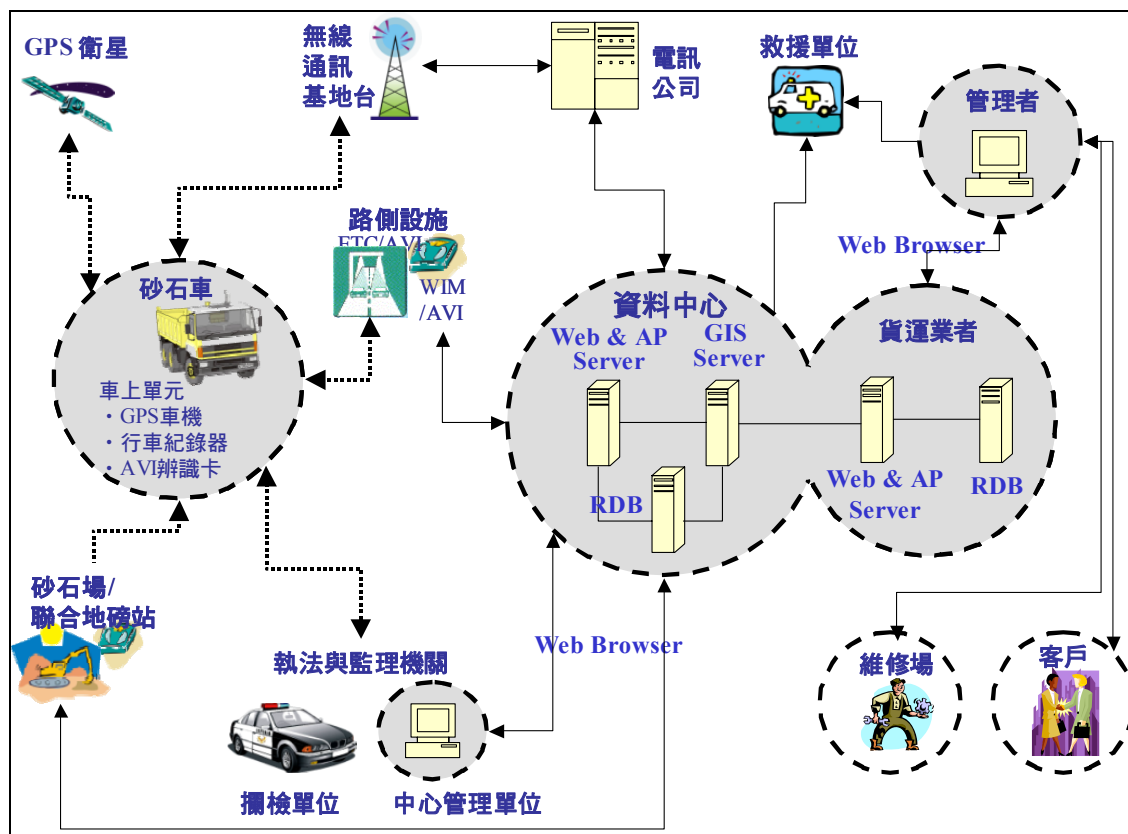 GPS 衛星
無線
通訊
基地台
電訊
公司
救援單位
管理者
路側設施
ETC/AVI
WIM
/AVI
Web Browser
砂石車
車上單元
・GPS車機
・行車紀錄器
・AVI辨識卡
資料中心
Web & AP
Server
GIS
Server
RDB
貨運業者
Web & AP
Server
RDB
砂石場/
聯合地磅站
執法與監理機關
Web Browser
維修場
客戶
攔檢單位
中心管理單位